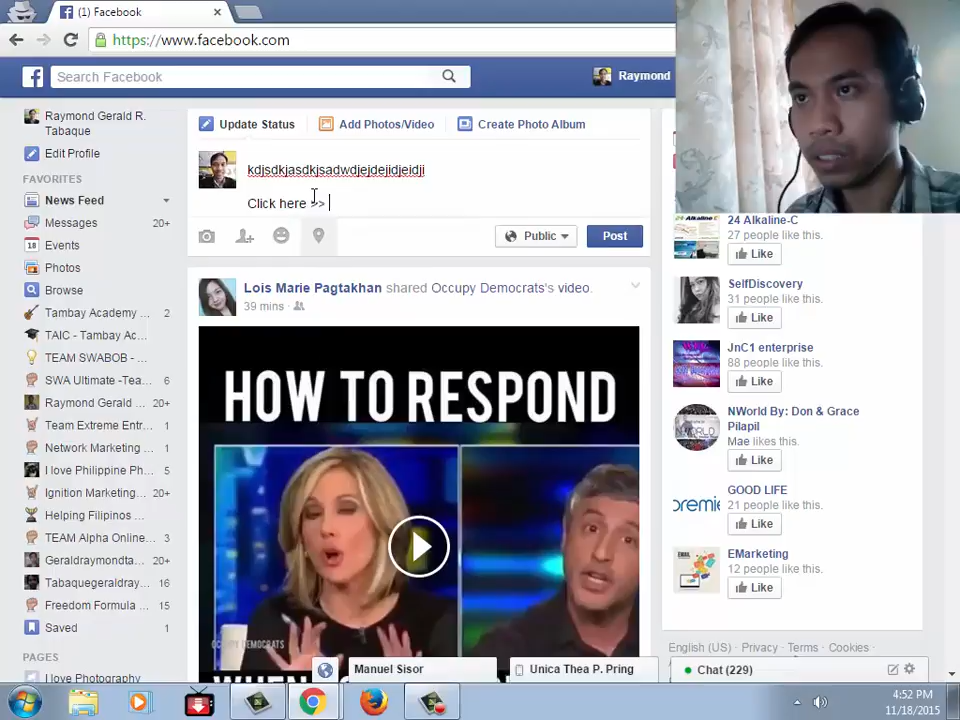 (1) Facebook
https://www.facebook.com
Search Facebook
Raymond
Raymond Gerald R.
Tabaque
Edit Profile
FAVORITES
News Feed
Messages
18 Events
Photos
Browse
Tambay Academy ... 2
TAIC - Tambay Ac...
TEAM SWABOB - ...
SWA Ultimate -Tea... 6
Raymond Gerald ... 20+
Team Extreme Entr...
Network Marketing ... 20+
I love Philippine Ph... 5
Ignition Marketing... 20+
Helping Filipinos ...
TEAM Alpha Online... 3
Geraldraymondta... 20+
Tabaquegeraldray... 16
Freedom Formula ... 15
Saved 1
PAGES
I love Photography
Update Status
Add Photos/Video
Create Photo Album
kdjsdkjasdkjsadwdjejdejidjeidji
Click here >>
Public
Post
Lois Marie Pagtakhan shared Occupy Democrats's video.
39 mins
HOW TO RESPOND
OCCUPY DEMOCRATS
24 Alkaline-C
27 people like this.
Like
SelfDiscovery
31 people like this.
Like
JnC1 enterprise
88 people like this.
Like
NWorld By: Don & Grace
Pilapil
Mae likes this.
Like
GOOD LIFE
21 people like this.
Like
EMarketing
12 people like this.
Like
English (US) · Privacy · Terms · Cookies ·
Manuel Sisor
Unica Thea P. Pring
Chat (229)
4:52 PM
11/18/2015